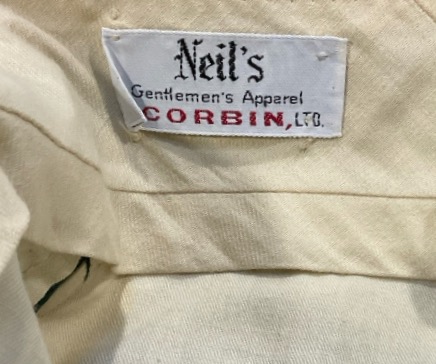 Neil's
Gentlemen's Apparel
CORBIN, LTD.